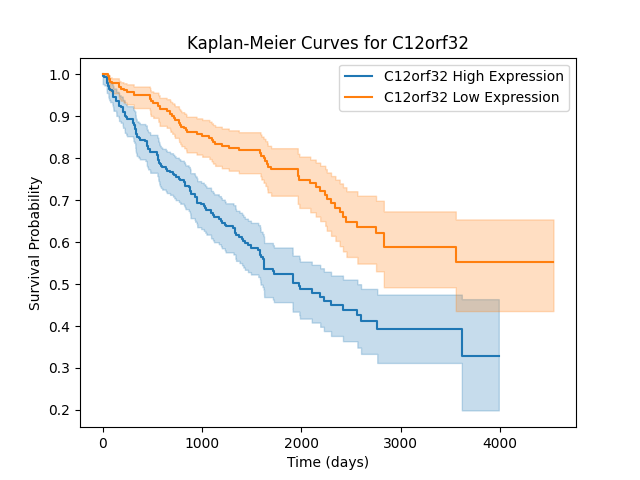 Kaplan-Meier Curves for C12orf32
C12orf32 High Expression
C12orf32 Low Expression
Survival Probability
1.0
0.9
0.8
0.7
0.6
0.5
0.4
0.3
0.2
0 1000 2000 3000 4000
Time (days)